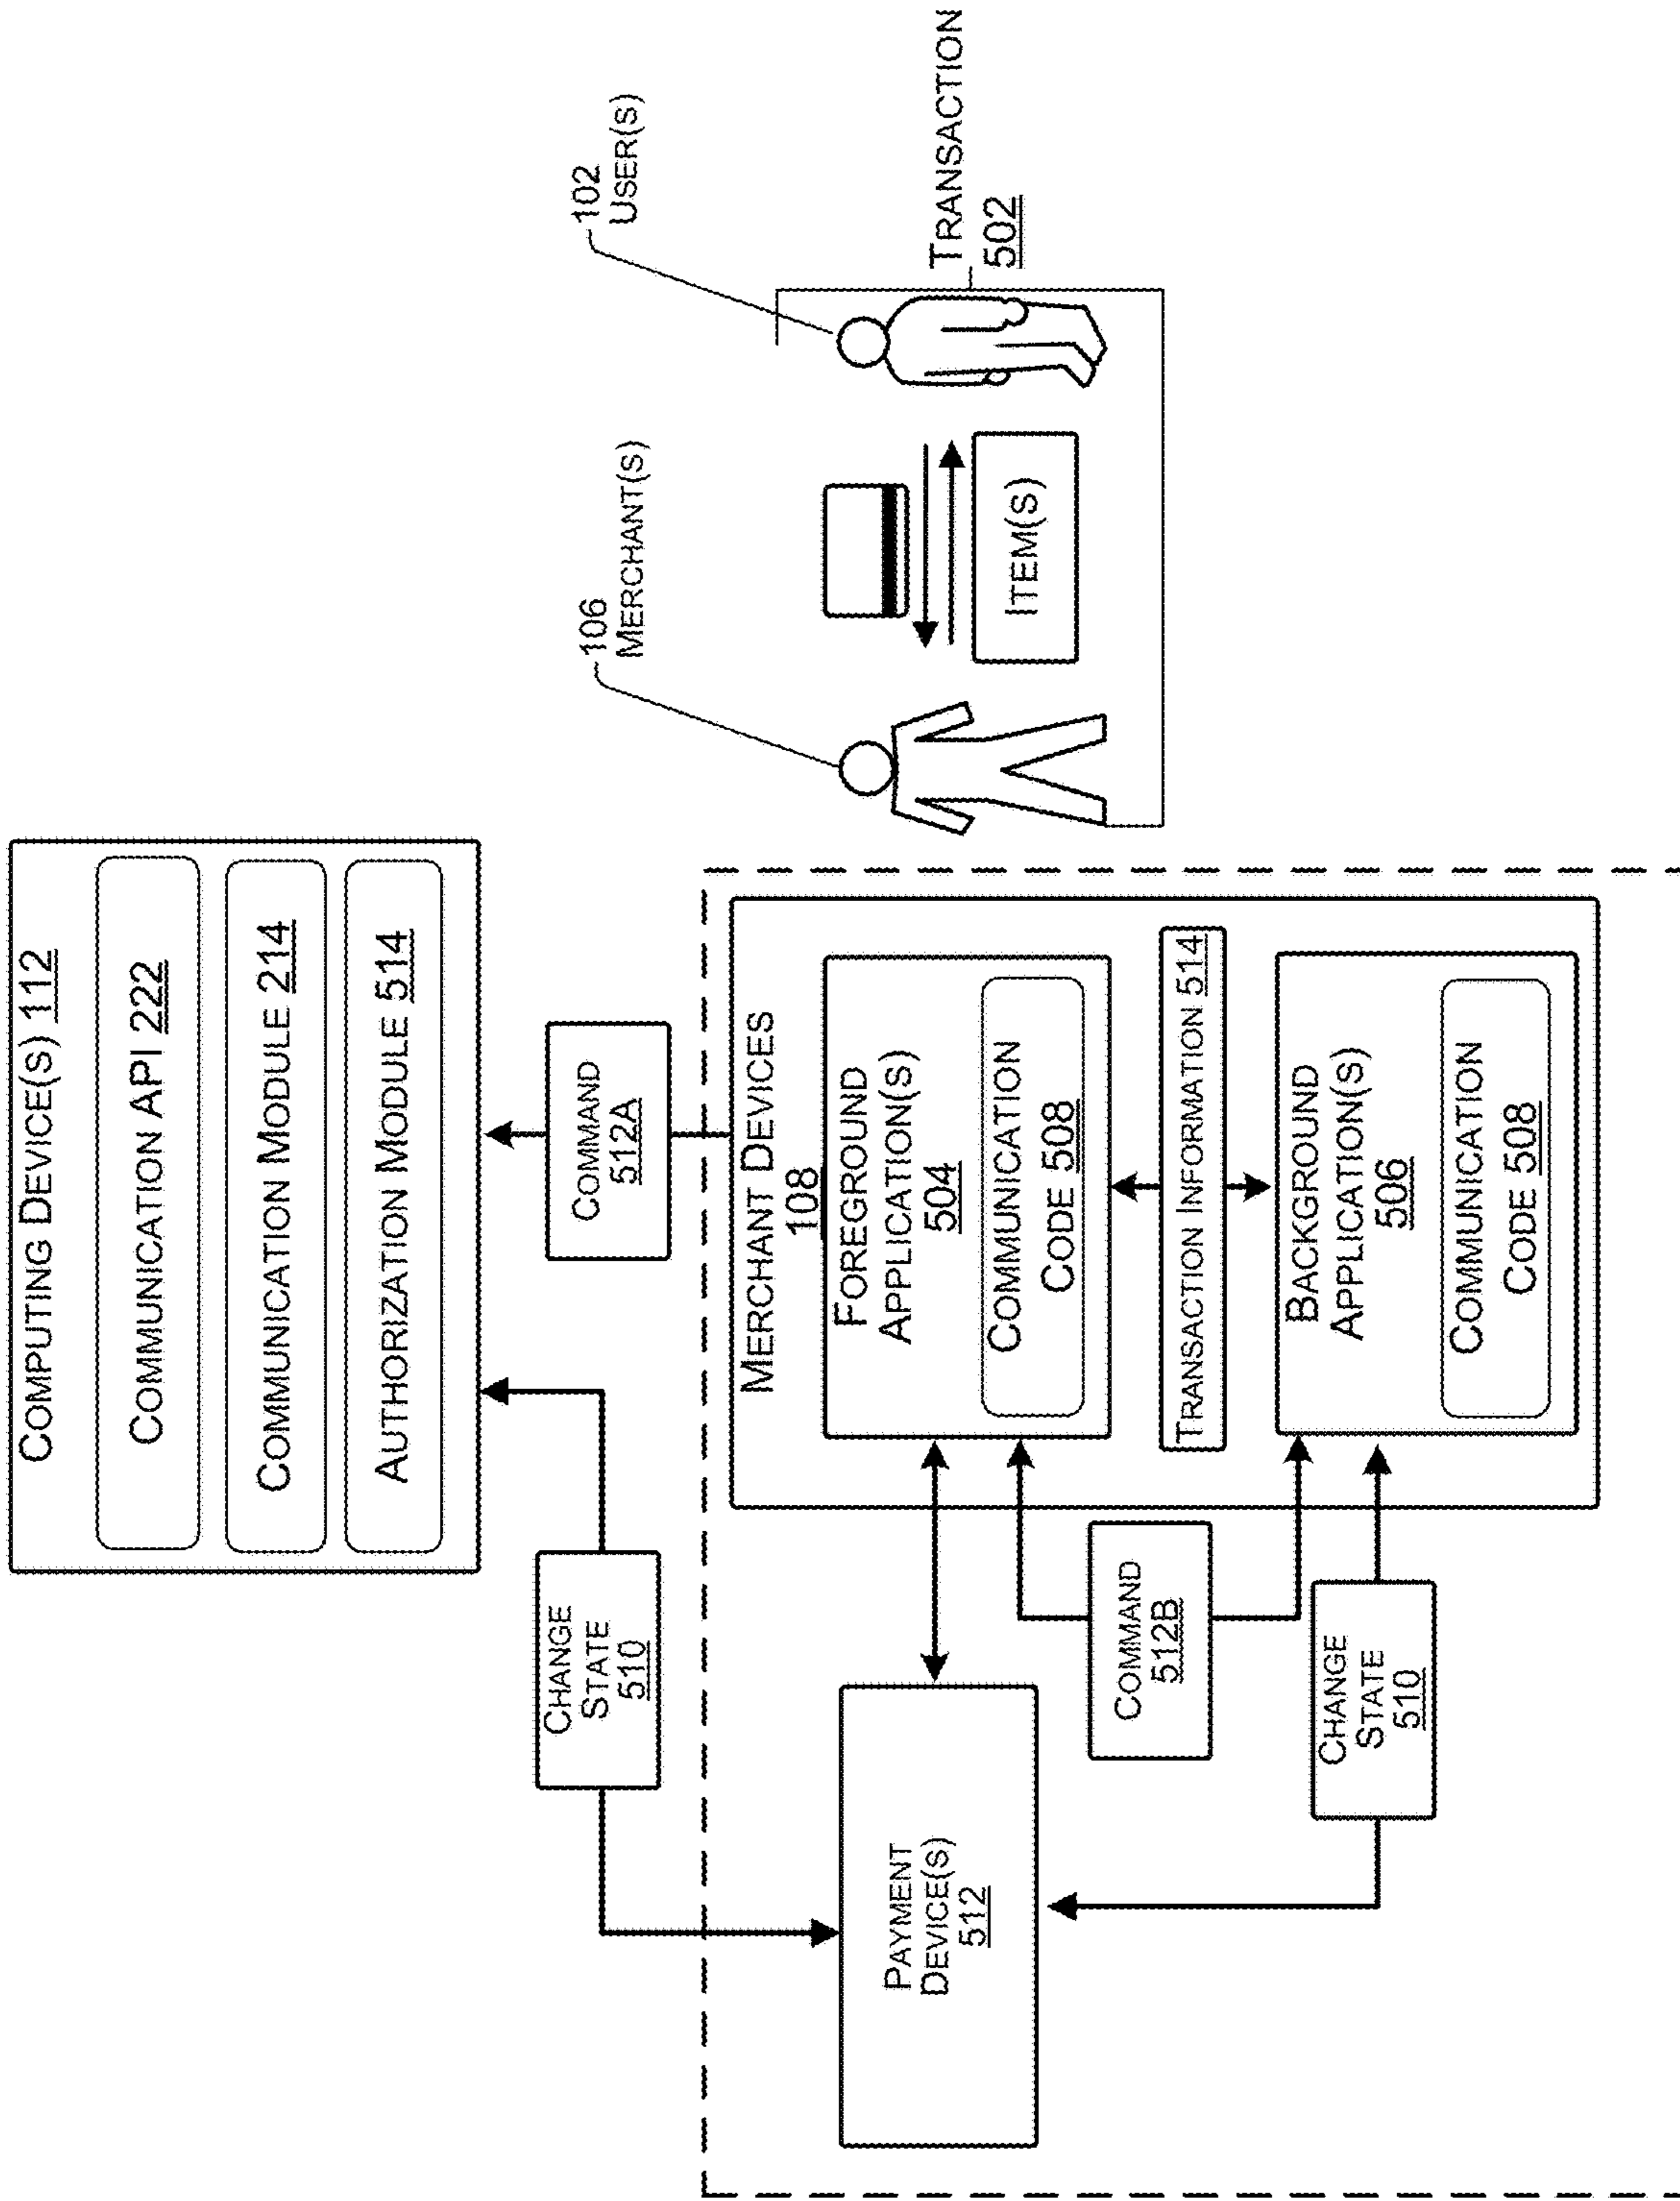 COMPUTING DEVICE(S) 112
COMMUNICATION API 222
COMMUNICATION MODULE 214
AUTHORIZATION MODULE 514
CHANGE
STATE
510
COMMAND
512A
106
MERCHANT(S)
102
USER(S)
ITEM(S)
TRANSACTION
502
PAYMENT
DEVICE(S)
512
MERCHANT DEVICES
108
FOREGROUND
APPLICATION(S)
504
COMMUNICATION
CODE 508
COMMAND
512B
TRANSACTION INFORMATION 514
CHANGE
STATE
510
BACKGROUND
APPLICATION(S)
506
COMMUNICATION
CODE 508